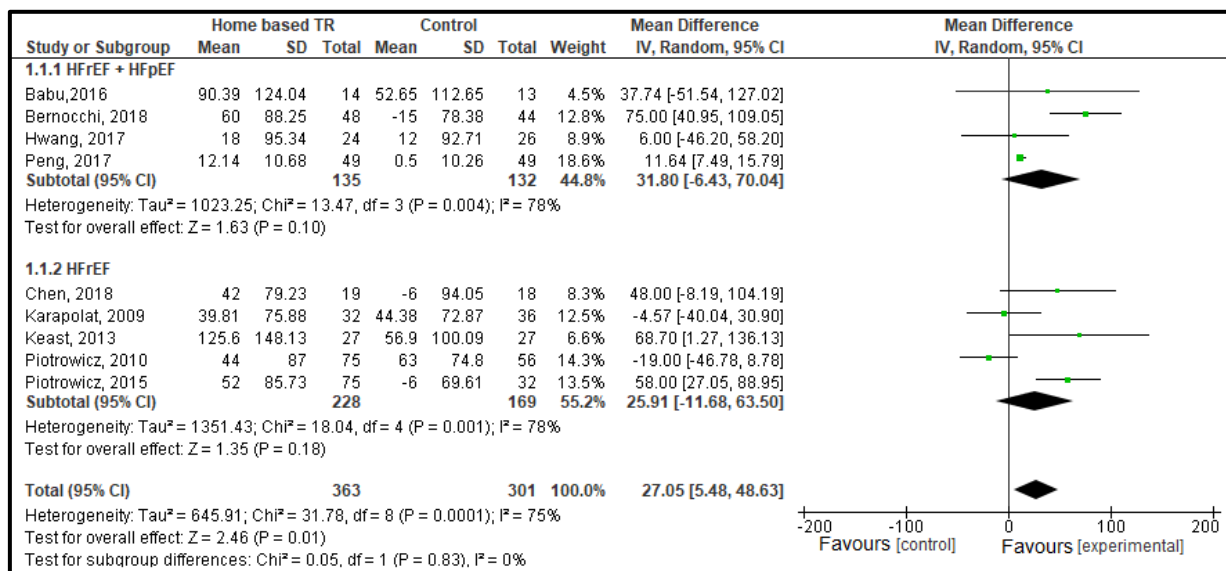 Home based TR Control Mean Difference Mean Difference
Study or Subgroup Mean SD Total Mean SD Total Weight IV, Random, 95% CI IV, Random, 95% CI
1.1.1 HFrEF + HFpEF
Babu,2016 90.39 124.04 14 52.65 112.65 13 4.5% 37.74 [-51.54, 127.02]
Bernocchi, 2018 60 88.25 48 -15 78.38 44 12.8% 75.00 [40.95, 109.05]
Hwang, 2017 18 95.34 24 12 92.71 26 8.9% 6.00 [-46.20, 58.20]
Peng, 2017 12.14 10.68 49 0.5 10.26 49 18.6% 11.64 [7.49, 15.79]
Subtotal (95% CI) 135 132 44.8% 31.80 [-6.43, 70.04]
Heterogeneity: Tau² = 1023.25; Chi² = 13.47, df = 3 (P = 0.004); I² = 78%
Test for overall effect: Z = 1.63 (P = 0.10)
1.1.2 HFrEF
Chen, 2018 42 79.23 19 -6 94.05 18 8.3% 48.00 [-8.19, 104.19]
Karapolat, 2009 39.81 75.88 32 44.38 72.87 36 12.5% -4.57 [-40.04, 30.90]
Keast, 2013 125.6 148.13 27 56.9 100.09 27 6.6% 68.70 [1.27, 136.13]
Piotrowicz, 2010 44 87 75 63 74.8 56 14.3% -19.00 [-46.78, 8.78]
Piotrowicz, 2015 52 85.73 75 -6 69.61 32 13.5% 58.00 [27.05, 88.95]
Subtotal (95% CI) 228 169 55.2% 25.91 [-11.68, 63.50]
Heterogeneity: Tau² = 1351.43; Chi² = 18.04, df = 4 (P = 0.001); I² = 78%
Test for overall effect: Z = 1.35 (P = 0.18)
Total (95% CI) 363 301 100.0% 27.05 [5.48, 48.63]
Heterogeneity: Tau² = 645.91; Chi² = 31.78, df = 8 (P = 0.0001); I² = 75%
Test for overall effect: Z = 2.46 (P = 0.01)
Test for subgroup differences: Chi² = 0.05, df = 1 (P = 0.83), I² = 0%
-200 -100 0 100 200
Favours [control] Favours [experimental]